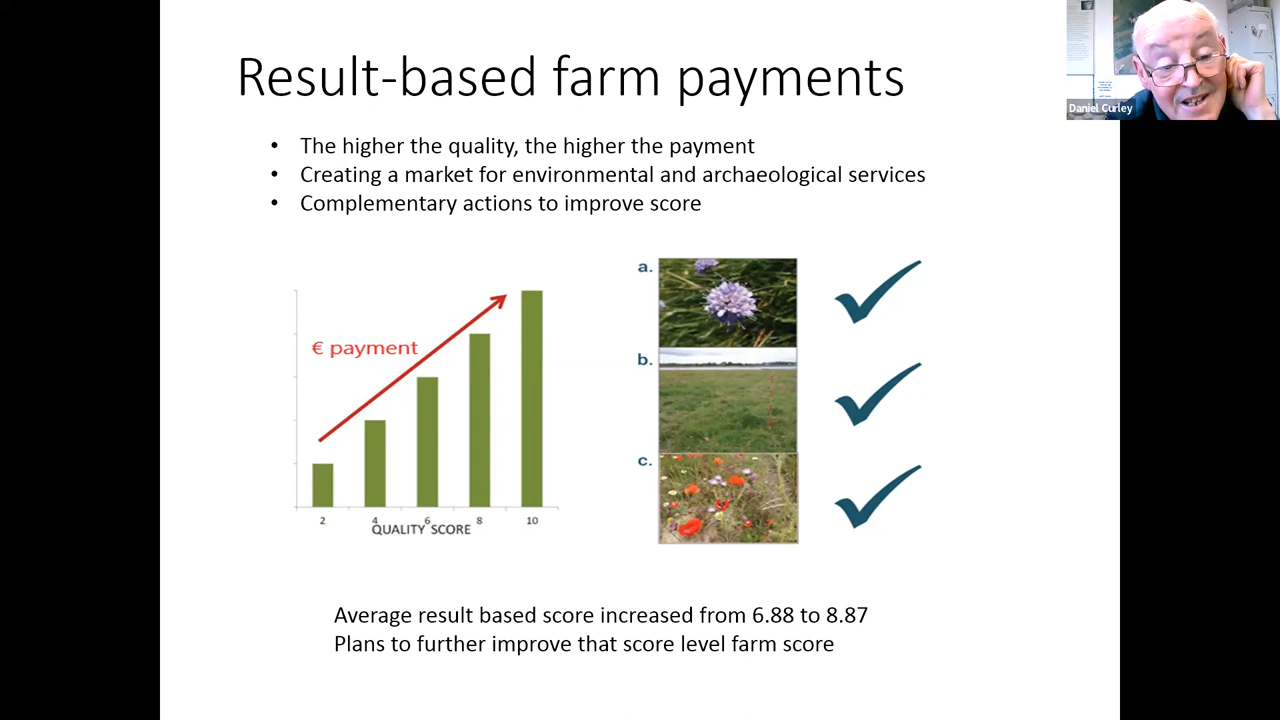 Result-based farm payments
Daniel Curley
• The higher the quality, the higher the payment
• Creating a market for environmental and archaeological services
• Complementary actions to improve score
€ payment
2 4 6 8 10
QUALITY SCORE
a.
b.
c.
Average result based score increased from 6.88 to 8.87
Plans to further improve that score level farm score